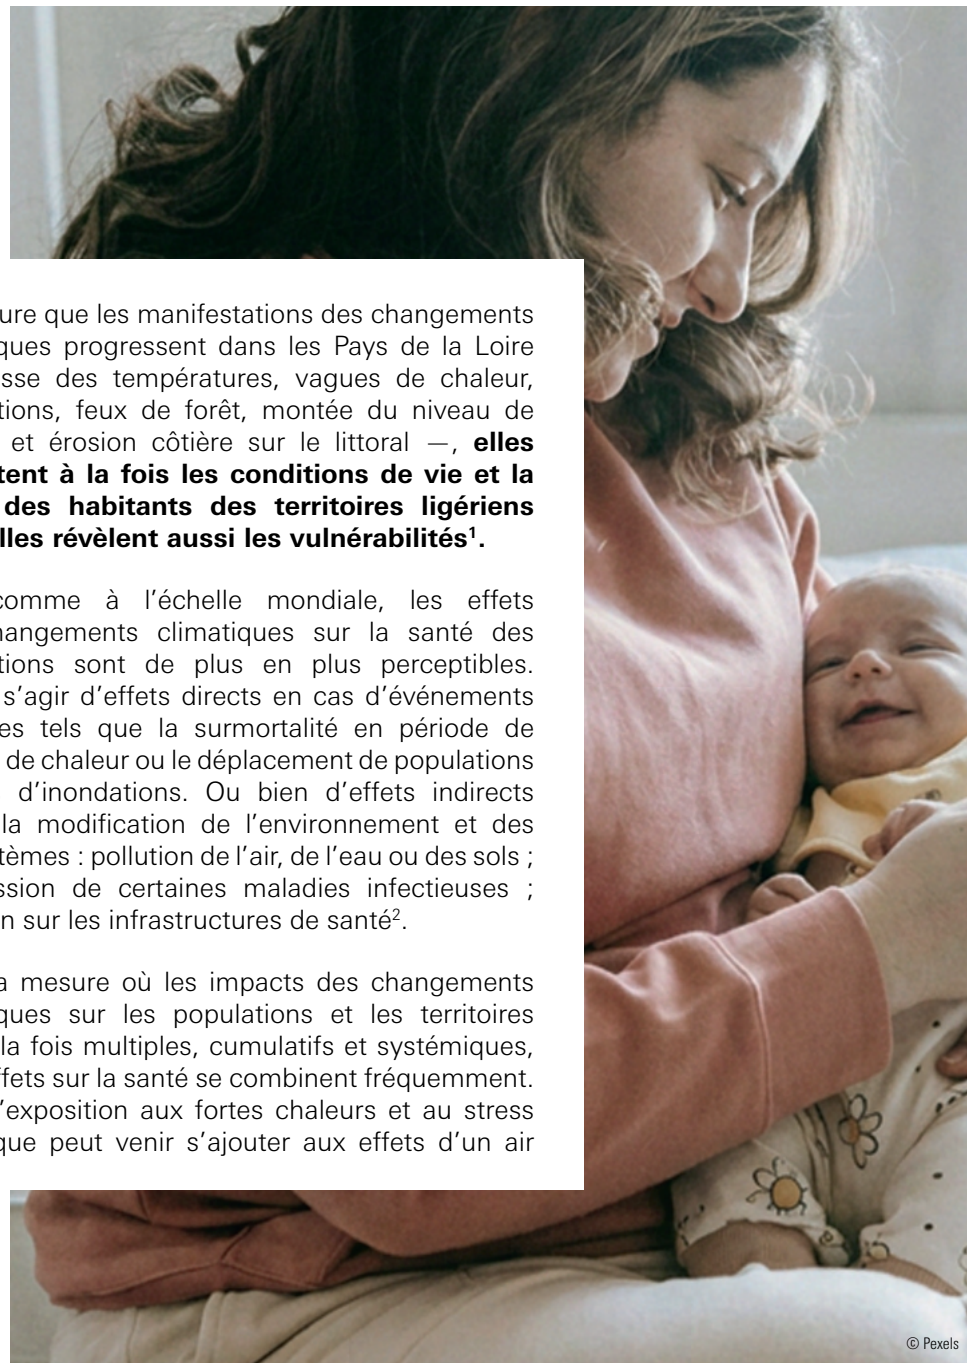 ure que les manifestations des changements
ques progressent dans les Pays de la Loire
sse des températures, vagues de chaleur,
tions, feux de forêt, montée du niveau de
et érosion côtière sur le littoral —, elles
tent à la fois les conditions de vie et la
des habitants des territoires ligériens
lles révèlent aussi les vulnérabilités¹.
comme à l'échelle mondiale, les effets
hangements climatiques sur la santé des
tions sont de plus en plus perceptibles.
s'agir d'effets directs en cas d'événements
es tels que la surmortalité en période de
de chaleur ou le déplacement de populations
d'inondations. Ou bien d'effets indirects
la modification de l'environnement et des
tèmes : pollution de l'air, de l'eau ou des sols ;
ssion de certaines maladies infectieuses ;
n sur les infrastructures de santé².
a mesure où les impacts des changements
ques sur les populations et les territoires
la fois multiples, cumulatifs et systémiques,
ffets sur la santé se combinent fréquemment.
'exposition aux fortes chaleurs et au stress
que peut venir s'ajouter aux effets d'un air
© Pexels